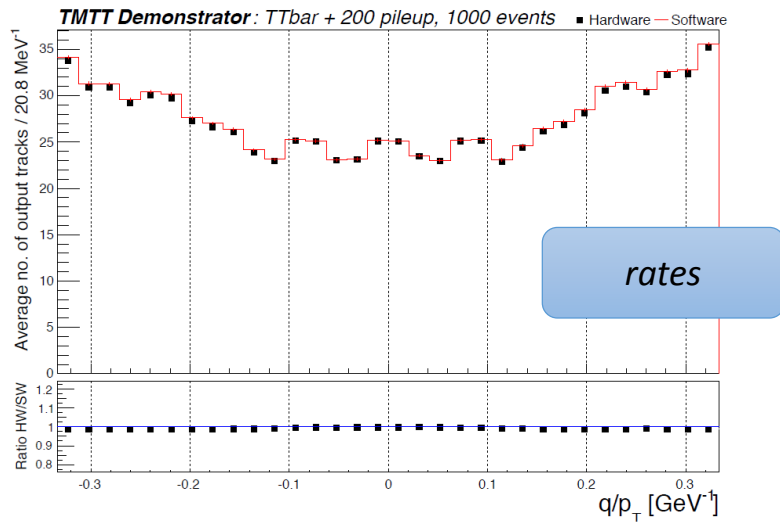 TMTT Demonstrator : TTbar + 200 pileup, 1000 events
Hardware
Software
Average no. of output tracks / 20.8 MeV⁻¹
35
30
25
20
15
10
5
0
rates
Ratio HW/SW
1.2
1.1
1
0.9
0.8
-0.3 -0.2 -0.1 0 0.1 0.2 0.3
q/p_T [GeV⁻¹]